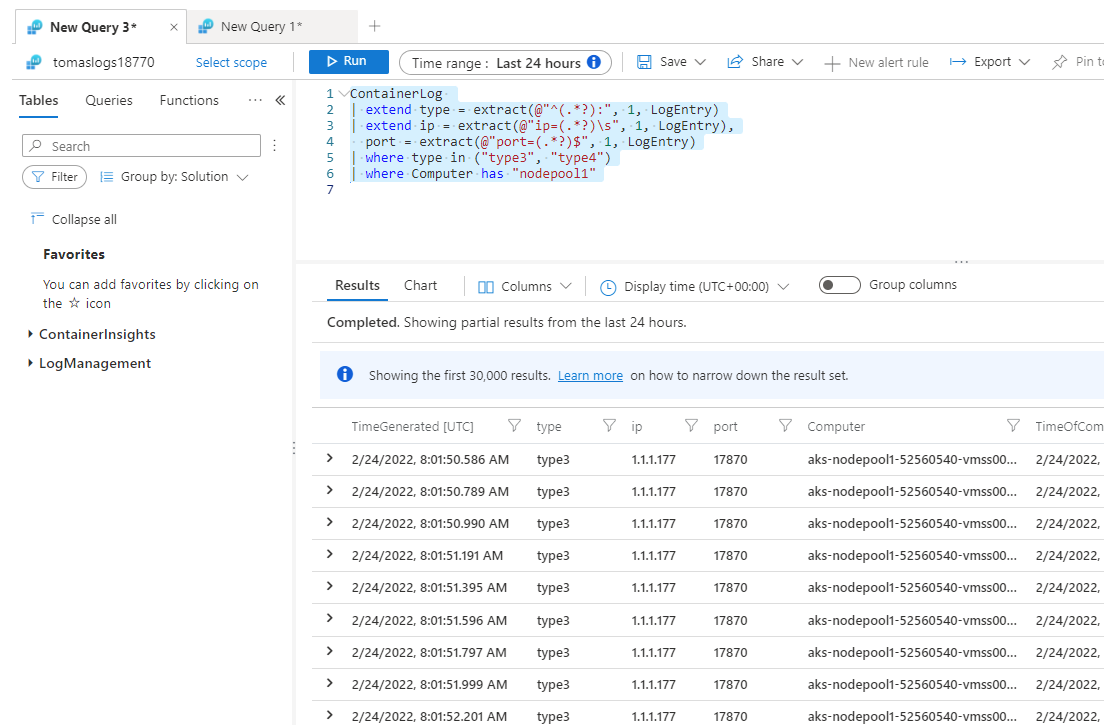 New Query 3* × New Query 1* +
tomaslogs18770 Select scope Run Time range : Last 24 hours Save Share New alert rule Export Pin to
Tables Queries Functions ··· «
Search
Filter Group by: Solution
Collapse all
Favorites
You can add favorites by clicking on
the ☆ icon
ContainerInsights
LogManagement
1 ContainerLog
2 | extend type = extract(@"^(.*?):", 1, LogEntry)
3 | extend ip = extract(@"ip=(.*?)\s", 1, LogEntry),
4 port = extract(@"port=(.*?)$", 1, LogEntry)
5 | where type in ("type3", "type4")
6 | where Computer has "nodepool1"
7
Results Chart Columns Display time (UTC+00:00) Group columns
Completed. Showing partial results from the last 24 hours.
Showing the first 30,000 results. Learn more on how to narrow down the result set.
TimeGenerated [UTC] type ip port Computer TimeOfCom
2/24/2022, 8:01:50.586 AM type3 1.1.1.177 17870 aks-nodepool1-52560540-vmss00... 2/24/2022,
2/24/2022, 8:01:50.789 AM type3 1.1.1.177 17870 aks-nodepool1-52560540-vmss00... 2/24/2022,
2/24/2022, 8:01:50.990 AM type3 1.1.1.177 17870 aks-nodepool1-52560540-vmss00... 2/24/2022,
2/24/2022, 8:01:51.191 AM type3 1.1.1.177 17870 aks-nodepool1-52560540-vmss00... 2/24/2022,
2/24/2022, 8:01:51.395 AM type3 1.1.1.177 17870 aks-nodepool1-52560540-vmss00... 2/24/2022,
2/24/2022, 8:01:51.596 AM type3 1.1.1.177 17870 aks-nodepool1-52560540-vmss00... 2/24/2022,
2/24/2022, 8:01:51.797 AM type3 1.1.1.177 17870 aks-nodepool1-52560540-vmss00... 2/24/2022,
2/24/2022, 8:01:51.999 AM type3 1.1.1.177 17870 aks-nodepool1-52560540-vmss00... 2/24/2022,
2/24/2022, 8:01:52.201 AM type3 1.1.1.177 17870 aks-nodepool1-52560540-vmss00... 2/24/2022,